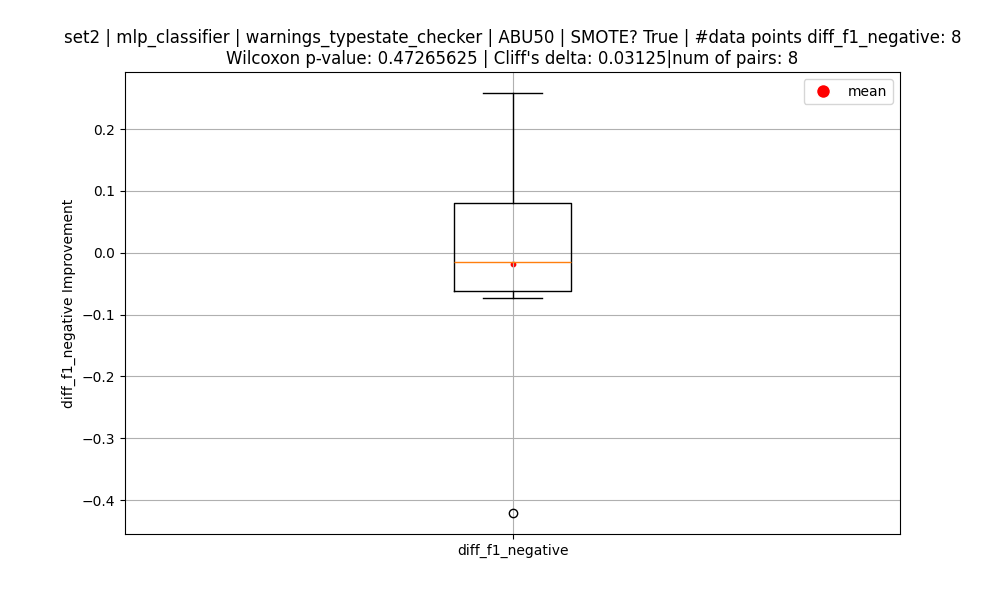 set2 | mlp_classifier | warnings_typestate_checker | ABU50 | SMOTE? True | #data points diff_f1_negative: 8
Wilcoxon p-value: 0.47265625 | Cliff's delta: 0.03125|num of pairs: 8
mean
0.2
0.1
0.0
−0.1
−0.2
−0.3
−0.4
diff_f1_negative Improvement
diff_f1_negative